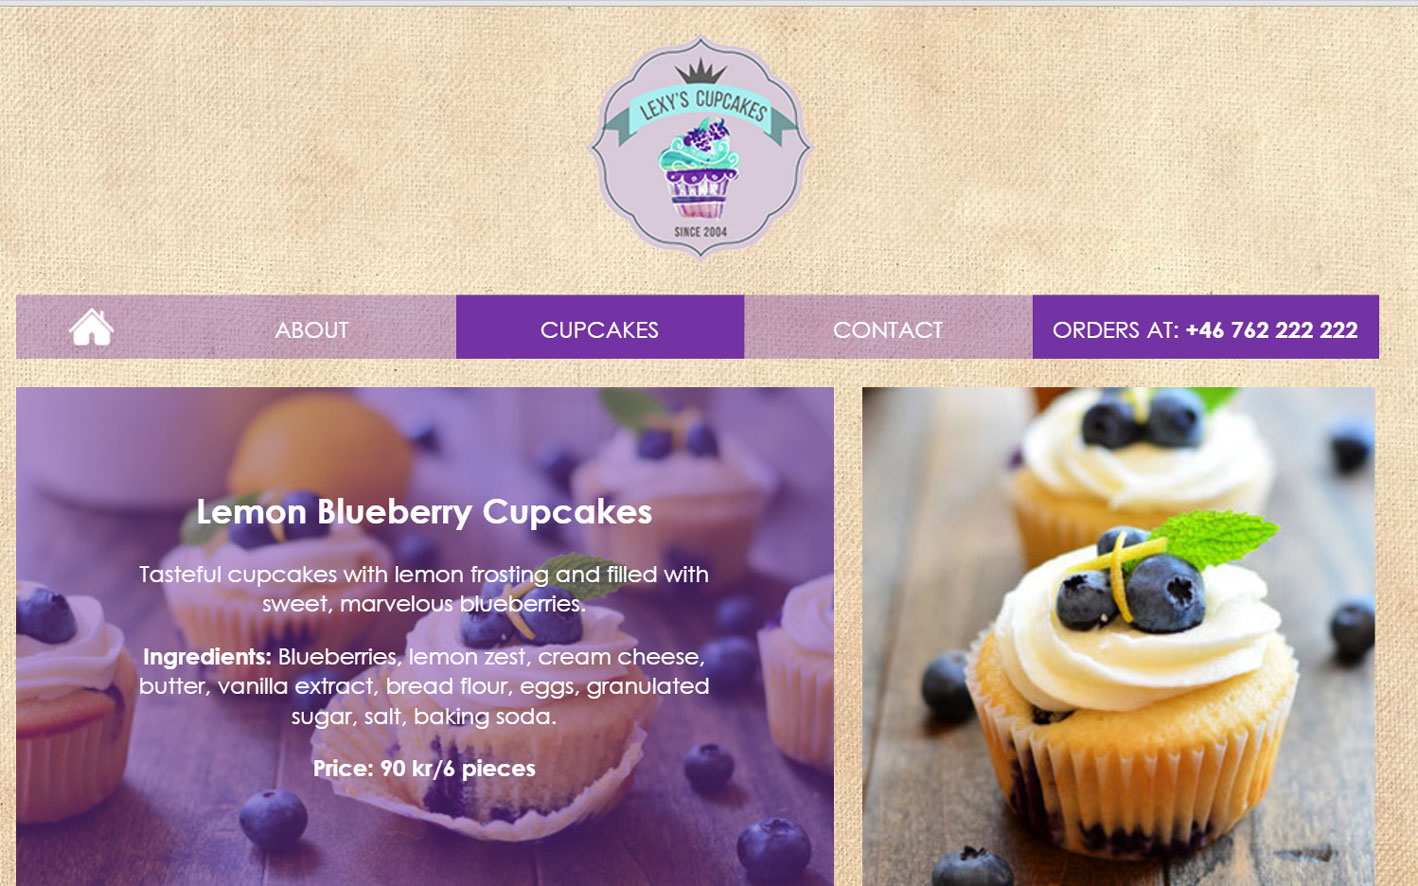 LEXY'S CUPCAKES
SINCE 2004
ABOUT
CUPCAKES
CONTACT
ORDERS AT: +46 762 222 222
Lemon Blueberry Cupcakes
Tasteful cupcakes with lemon frosting and filled with
sweet, marvelous blueberries.
Ingredients: Blueberries, lemon zest, cream cheese,
butter, vanilla extract, bread flour, eggs, granulated
sugar, salt, baking soda.
Price: 90 kr/6 pieces